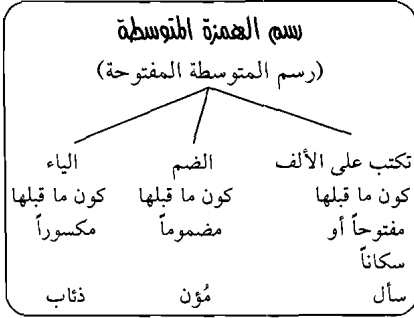 رسم الهمزة المتوسطة
(رسم المتوسطة المفتوحة)
تكتب على الألف الضم الياء
كون ما قبلها كون ما قبلها كون ما قبلها
مفتوحاً أو مضموماً مكسوراً
سكاناً
سأل مُؤن ذئاب